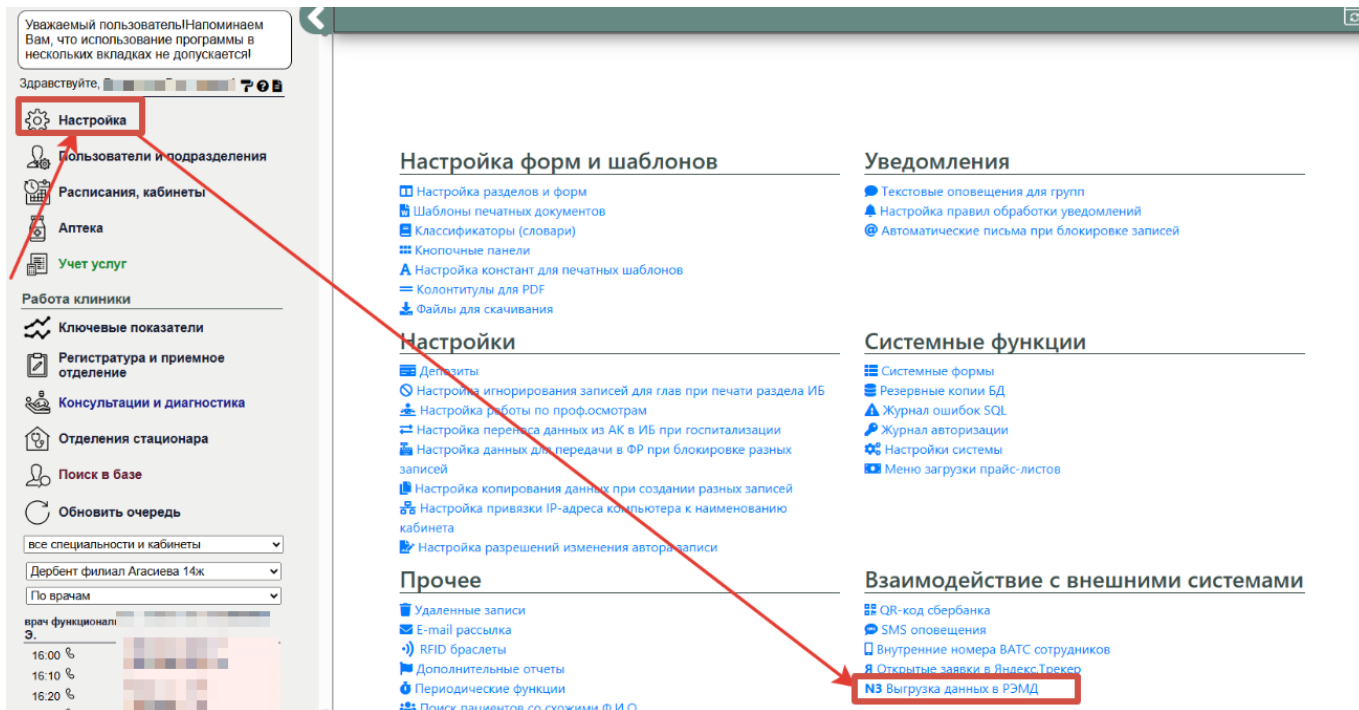 Уважаемый пользователь!Напоминаем
Вам, что использование программы в
нескольких вкладках не допускается!
Здравствуйте,
Настройка
Пользователи и подразделения
Расписания, кабинеты
Аптека
Учет услуг
Работа клиники
Ключевые показатели
Регистратура и приемное
отделение
Консультации и диагностика
Отделения стационара
Поиск в базе
Обновить очередь
все специальности и кабинеты
Дербент филиал Агасиева 14ж
По врачам
врач функционал
Э.
16:00
16:10
16:20
Настройка форм и шаблонов
Настройка разделов и форм
Шаблоны печатных документов
Классификаторы (словари)
Кнопочные панели
A Настройка констант для печатных шаблонов
Колонтитулы для PDF
Файлы для скачивания
Настройки
Депозиты
Настройка игнорирования записей для глав при печати раздела ИБ
Настройка работы по проф.осмотрам
Настройка переноса данных из АК в ИБ при госпитализации
Настройка данных для передачи в ФР при блокировке разных
записей
Настройка копирования данных при создании разных записей
Настройка привязки IP-адреса компьютера к наименованию
кабинета
Настройка разрешений изменения автора записи
Прочее
Удаленные записи
E-mail рассылка
RFID браслеты
Дополнительные отчеты
Периодические функции
Поиск пациентов со схожими Ф.И.О.
Уведомления
Текстовые оповещения для групп
Настройка правил обработки уведомлений
@ Автоматические письма при блокировке записей
Системные функции
Системные формы
Резервные копии БД
Журнал ошибок SQL
Журнал авторизации
Настройки системы
Меню загрузки прайс-листов
Взаимодействие с внешними системами
QR-код сбербанка
SMS оповещения
Внутренние номера ВАТС сотрудников
Я Открытые заявки в Яндекс.Трекер
N3 Выгрузка данных в РЭМД